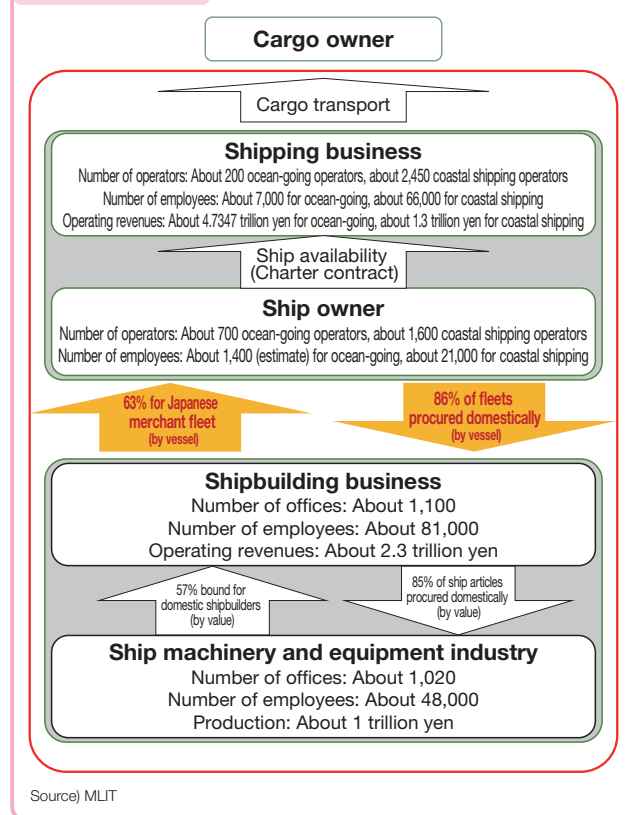 Cargo owner
Cargo transport
Shipping business
Number of operators: About 200 ocean-going operators, about 2,450 coastal shipping operators
Number of employees: About 7,000 for ocean-going, about 66,000 for coastal shipping
Operating revenues: About 4.7347 trillion yen for ocean-going, about 1.3 trillion yen for coastal shipping
Ship availability
(Charter contract)
Ship owner
Number of operators: About 700 ocean-going operators, about 1,600 coastal shipping operators
Number of employees: About 1,400 (estimate) for ocean-going, about 21,000 for coastal shipping
63% for Japanese
merchant fleet
(by vessel)
86% of fleets
procured domestically
(by vessel)
Shipbuilding business
Number of offices: About 1,100
Number of employees: About 81,000
Operating revenues: About 2.3 trillion yen
57% bound for
domestic shipbuilders
(by value)
85% of ship articles
procured domestically
(by value)
Ship machinery and equipment industry
Number of offices: About 1,020
Number of employees: About 48,000
Production: About 1 trillion yen
Source) MLIT